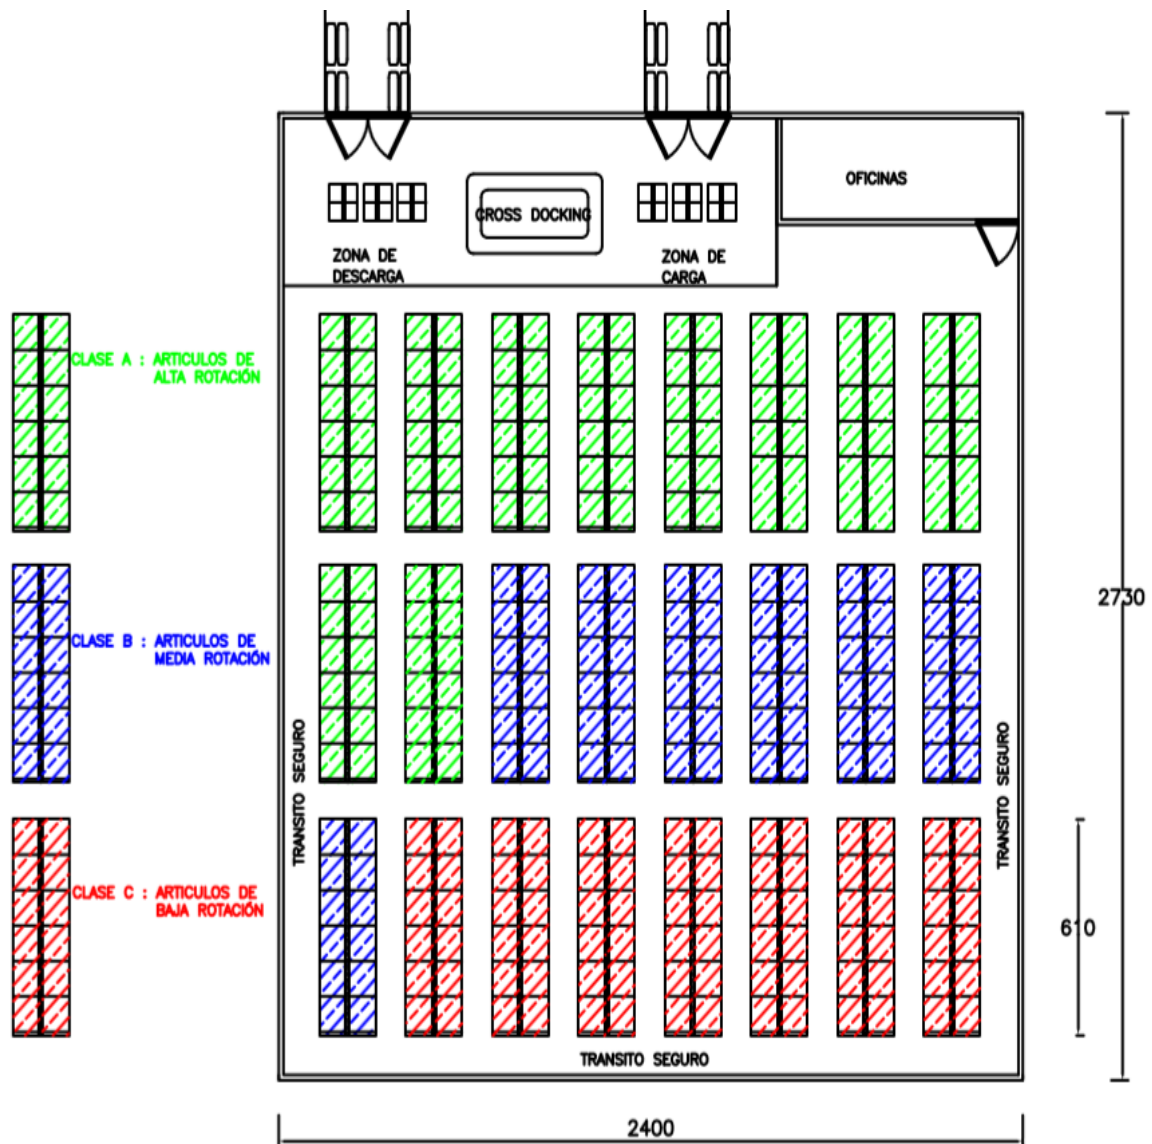 OFICINAS
CROSS DOCKING
ZONA DE
DESCARGA
ZONA DE
CARGA
CLASE A : ARTICULOS DE
ALTA ROTACIÓN
CLASE B : ARTICULOS DE
MEDIA ROTACIÓN
CLASE C : ARTICULOS DE
BAJA ROTACIÓN
TRANSITO SEGURO
TRANSITO SEGURO
TRANSITO SEGURO
2730
610
2400